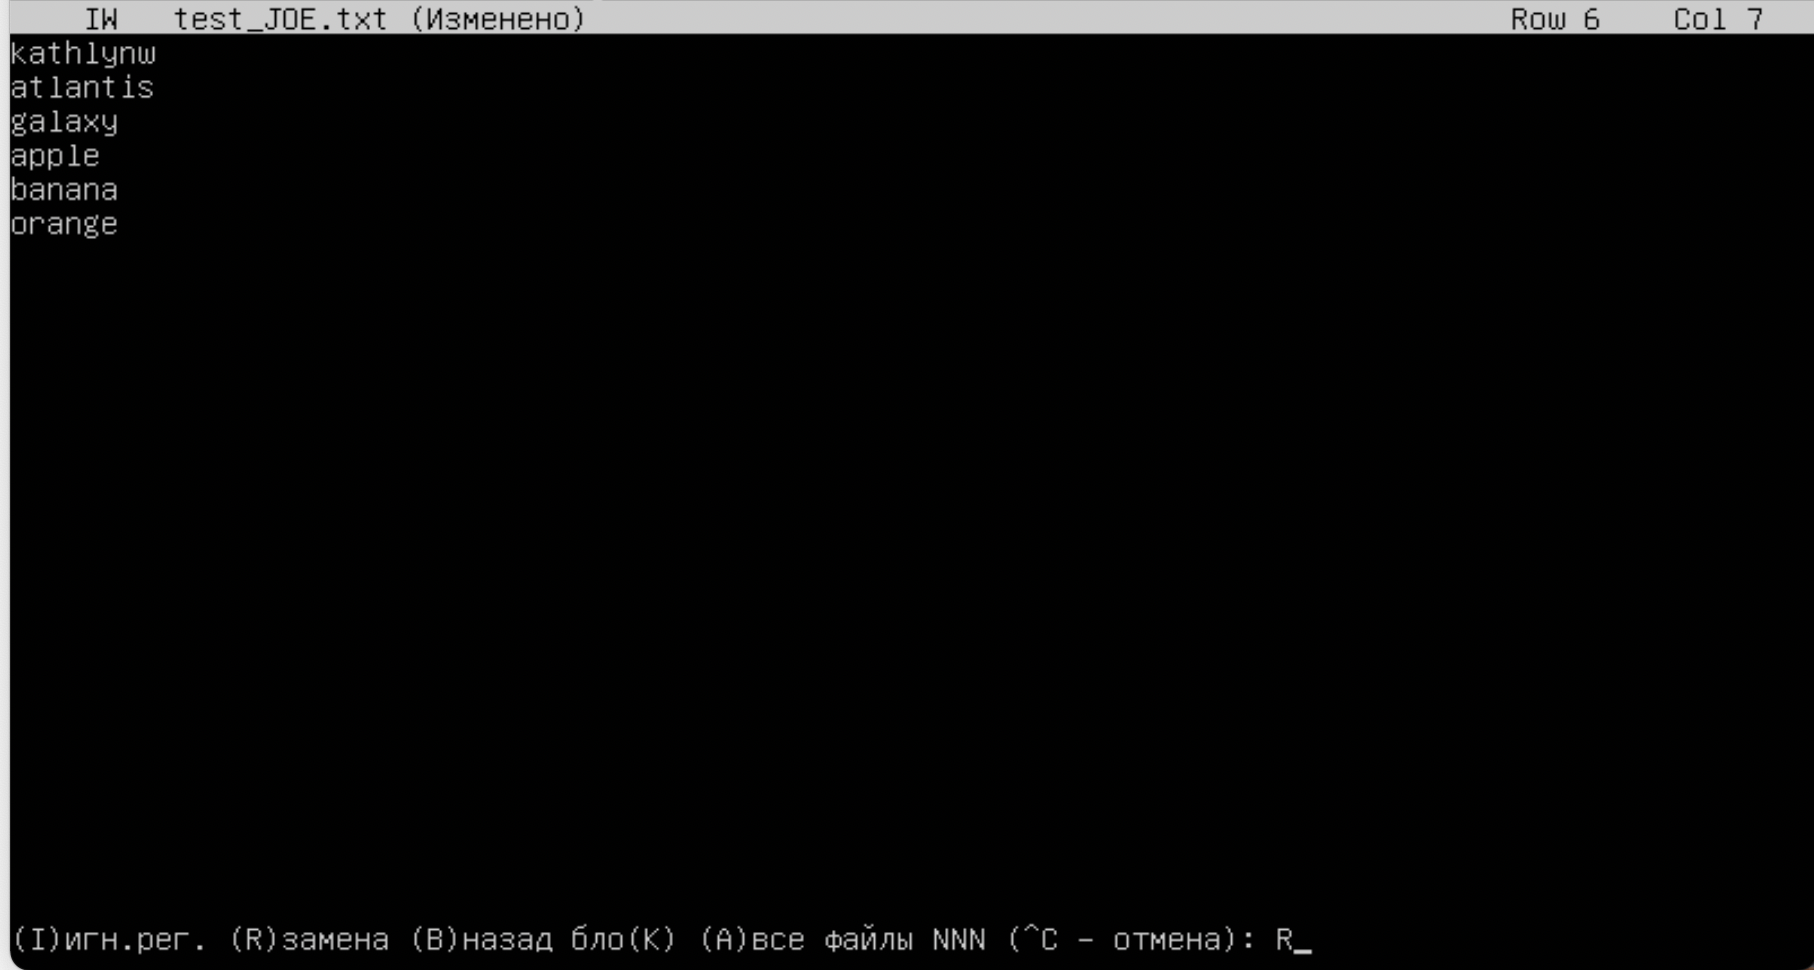 IW test_JOE.txt (Изменено) Row 6 Col 7
kathlynw
atlantis
galaxy
apple
banana
orange
(I)игн.рег. (R)замена (B)назад бло(K) (A)все файлы NNN (^C - отмена): R_